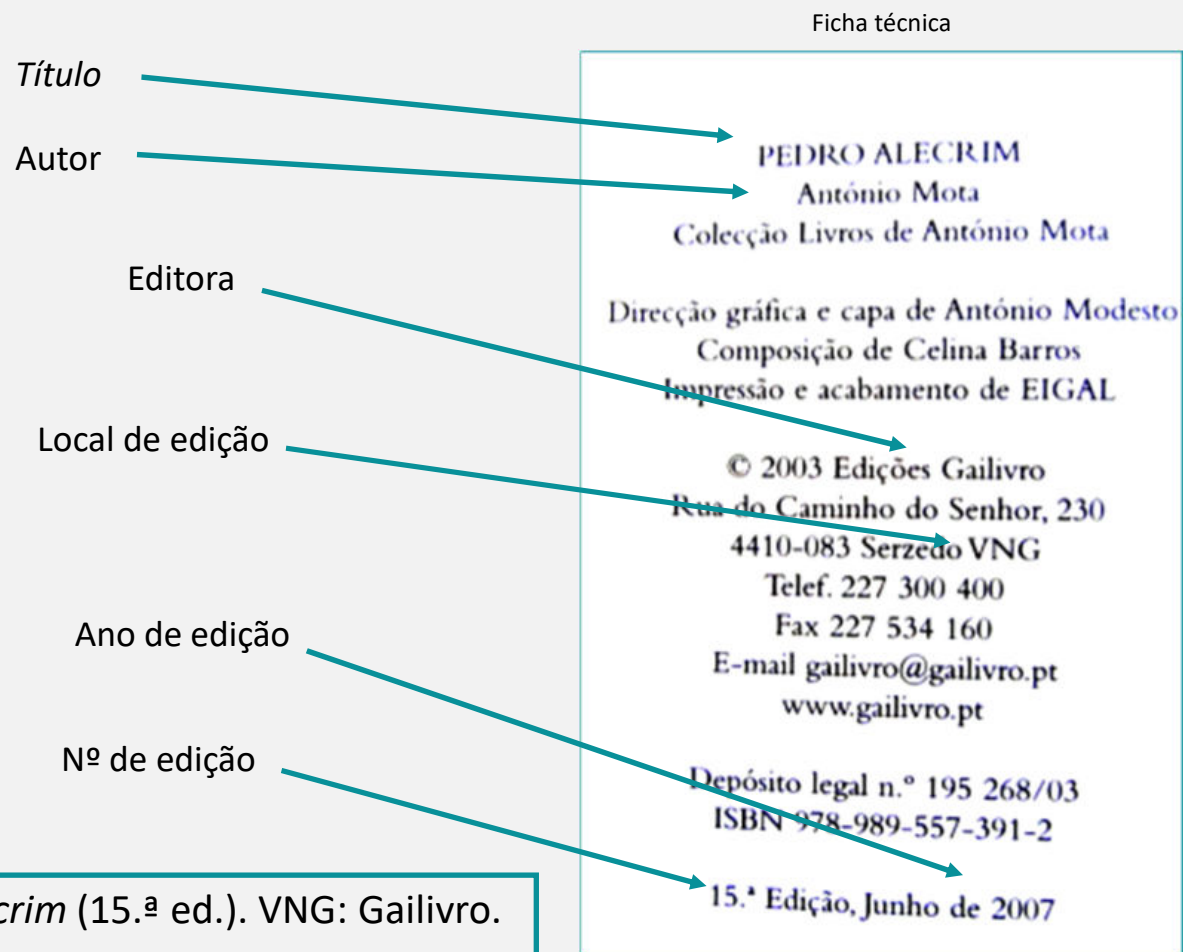 Ficha técnica
Título
Autor
Editora
Local de edição
Ano de edição
Nº de edição
PEDRO ALECRIM
António Mota
Colecção Livros de António Mota
Direcção gráfica e capa de António Modesto
Composição de Celina Barros
Impressão e acabamento de EIGAL
© 2003 Edições Gailivro
Rua do Caminho do Senhor, 230
4410-083 Serzedo VNG
Telef. 227 300 400
Fax 227 534 160
E-mail gailivro@gailivro.pt
www.gailivro.pt
Depósito legal n.º 195 268/03
ISBN 978-989-557-391-2
15.ª Edição, Junho de 2007
crim (15.ª ed.). VNG: Gailivro.